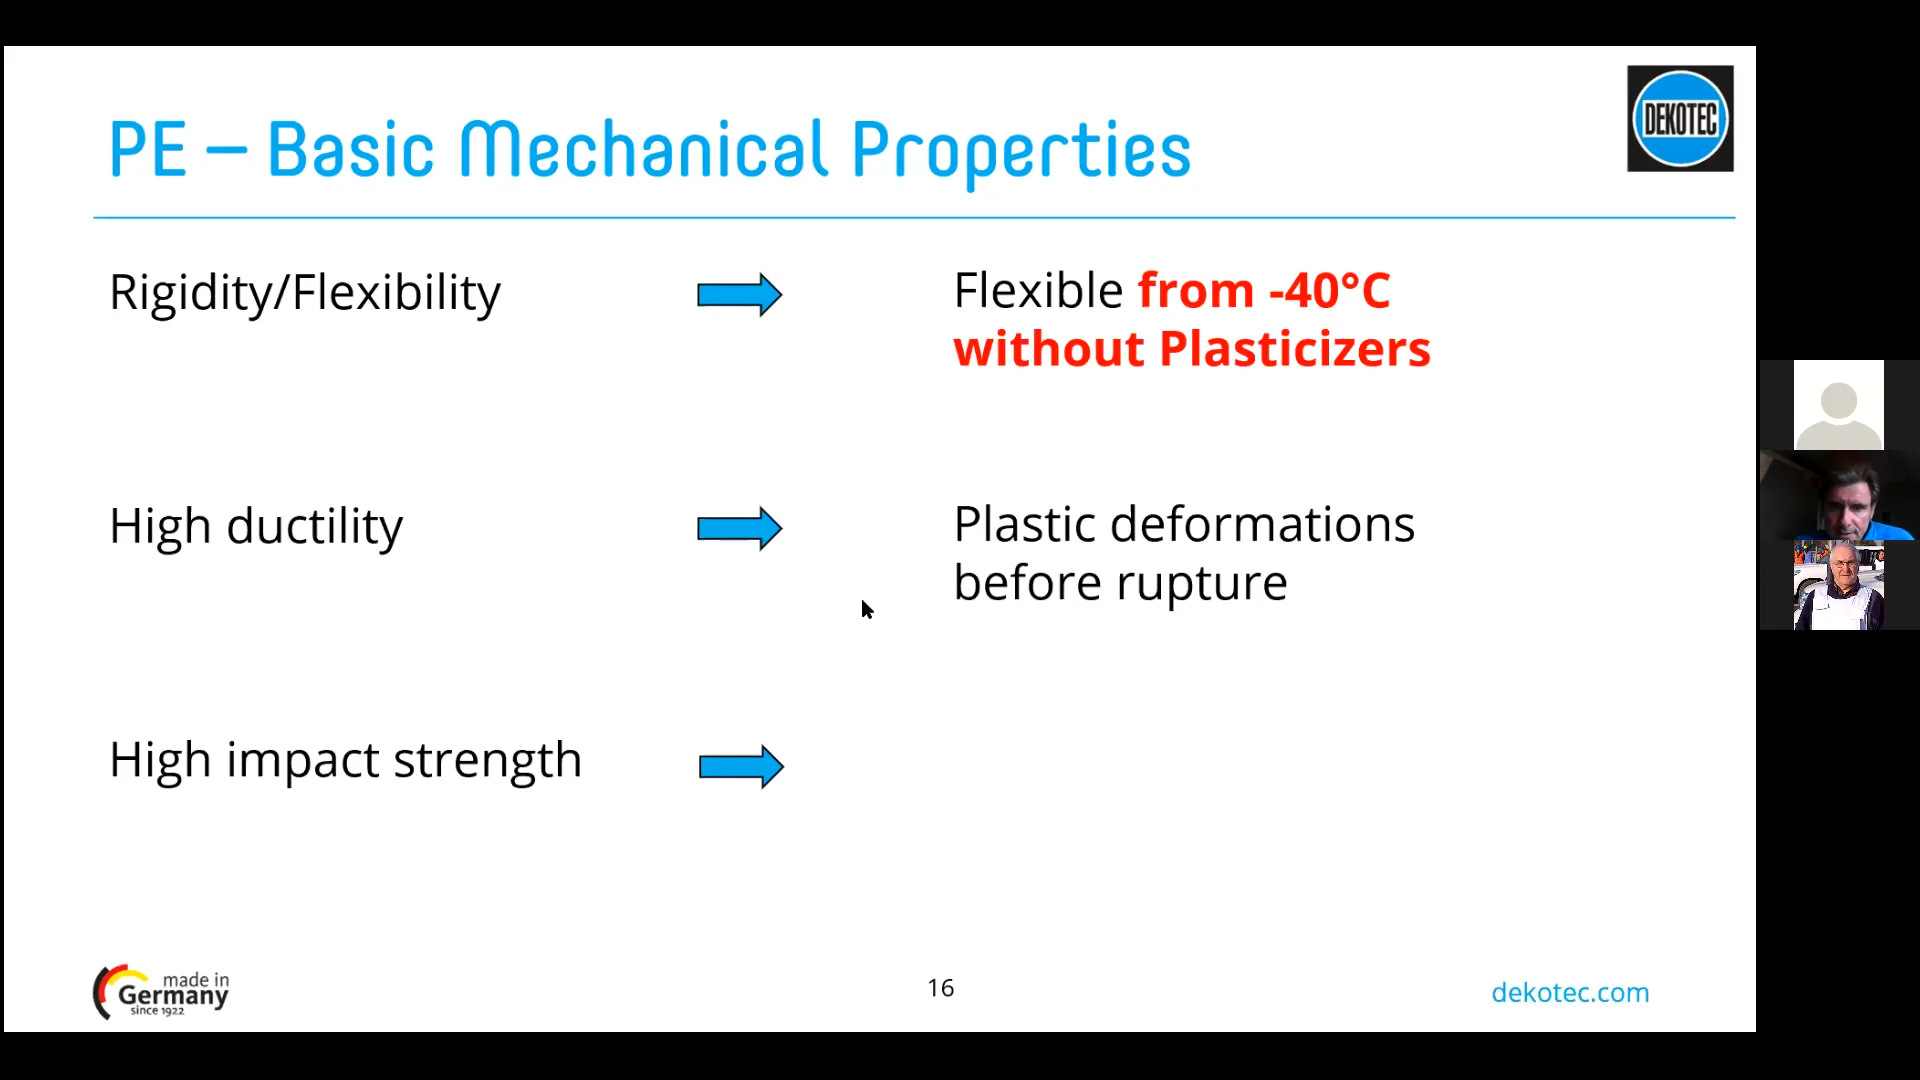 PE – Basic Mechanical Properties
DEKOTEC
Rigidity/Flexibility
Flexible from -40°C
without Plasticizers
High ductility
Plastic deformations
before rupture
High impact strength
made in
Germany
since 1922
16
dekotec.com